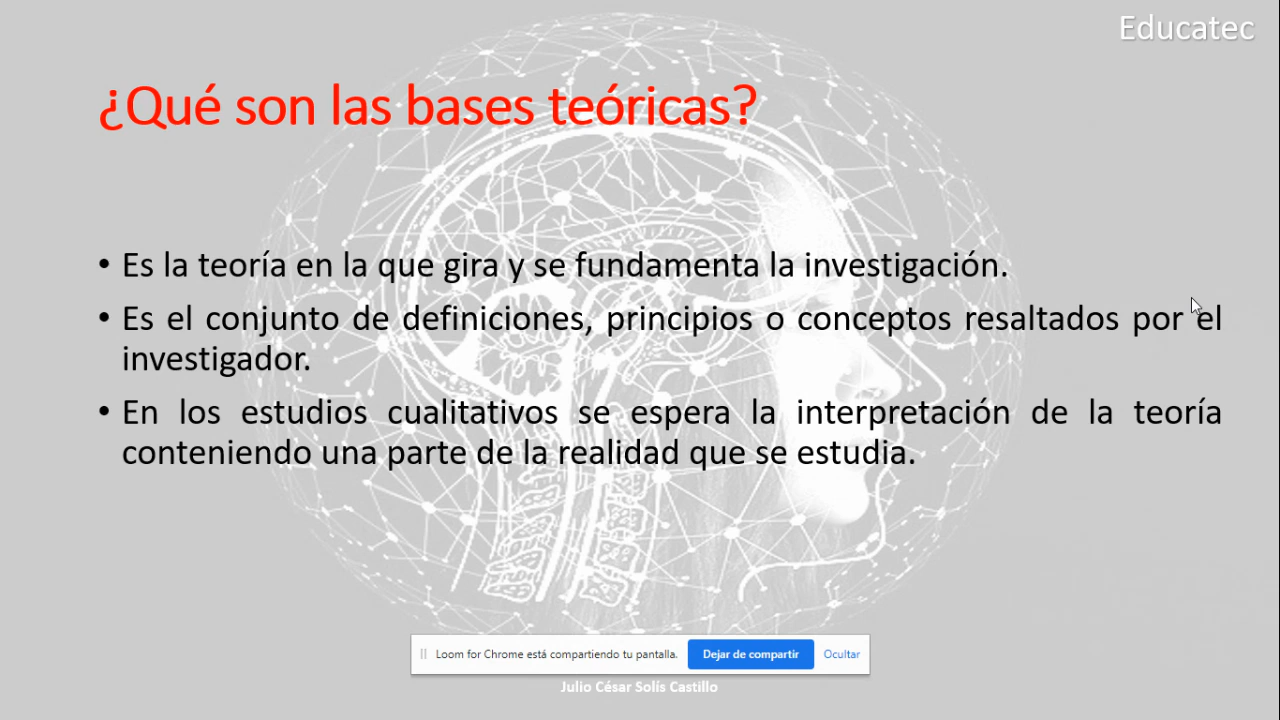 Educatec
¿Qué son las bases teóricas?
• Es la teoría en la que gira y se fundamenta la investigación.
• Es el conjunto de definiciones, principios o conceptos resaltados por el
investigador.
• En los estudios cualitativos se espera la interpretación de la teoría
conteniendo una parte de la realidad que se estudia.
Loom for Chrome está compartiendo tu pantalla. Dejar de compartir Ocultar
Julio César Solís Castillo